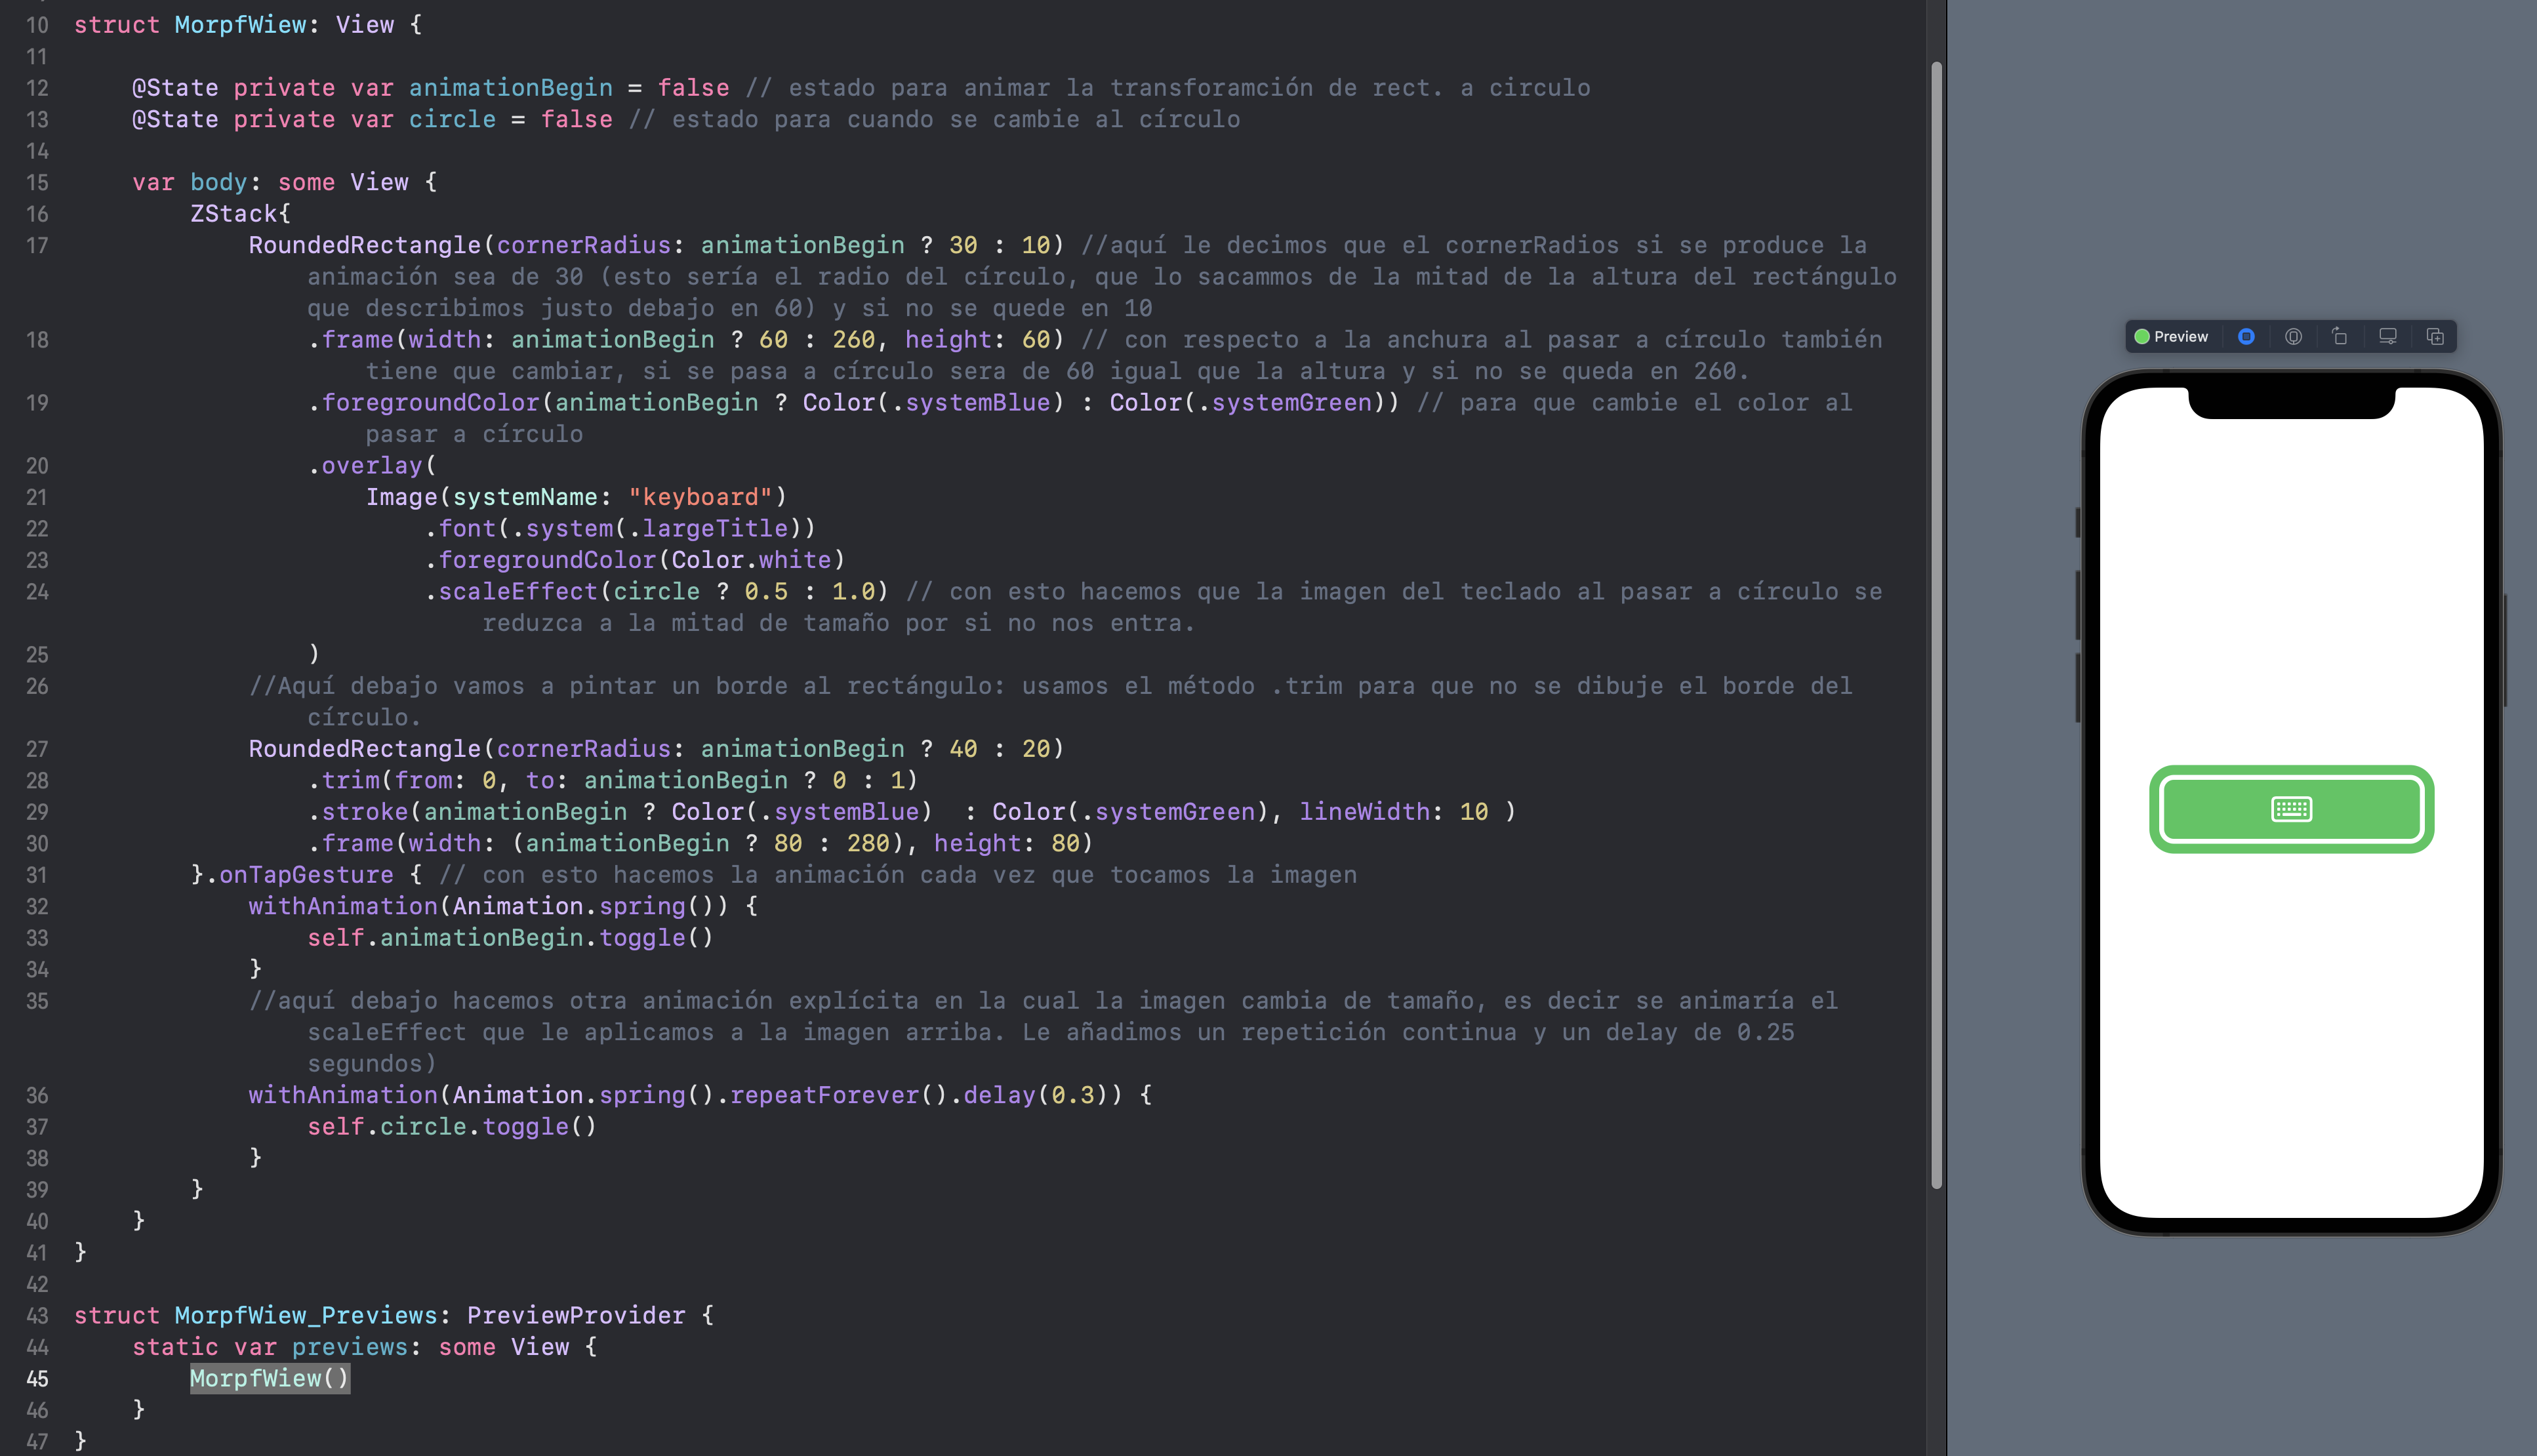 10 struct MorpfWiew: View {
11
12 @State private var animationBegin = false // estado para animar la transforamción de rect. a circulo
13 @State private var circle = false // estado para cuando se cambie al círculo
14
15 var body: some View {
16 ZStack{
17 RoundedRectangle(cornerRadius: animationBegin ? 30 : 10) //aquí le decimos que el cornerRadios si se produce la
animación sea de 30 (esto sería el radio del círculo, que lo sacammos de la mitad de la altura del rectángulo
que describimos justo debajo en 60) y si no se quede en 10
18 .frame(width: animationBegin ? 60 : 260, height: 60) // con respecto a la anchura al pasar a círculo también
tiene que cambiar, si se pasa a círculo sera de 60 igual que la altura y si no se queda en 260.
19 .foregroundColor(animationBegin ? Color(.systemBlue) : Color(.systemGreen)) // para que cambie el color al
pasar a círculo
20 .overlay(
21 Image(systemName: "keyboard")
22 .font(.system(.largeTitle))
23 .foregroundColor(Color.white)
24 .scaleEffect(circle ? 0.5 : 1.0) // con esto hacemos que la imagen del teclado al pasar a círculo se
reduzca a la mitad de tamaño por si no nos entra.
25 )
26 //Aquí debajo vamos a pintar un borde al rectángulo: usamos el método .trim para que no se dibuje el borde del
círculo.
27 RoundedRectangle(cornerRadius: animationBegin ? 40 : 20)
28 .trim(from: 0, to: animationBegin ? 0 : 1)
29 .stroke(animationBegin ? Color(.systemBlue)  : Color(.systemGreen), lineWidth: 10 )
30 .frame(width: (animationBegin ? 80 : 280), height: 80)
31 }.onTapGesture { // con esto hacemos la animación cada vez que tocamos la imagen
32 withAnimation(Animation.spring()) {
33 self.animationBegin.toggle()
34 }
35 //aquí debajo hacemos otra animación explícita en la cual la imagen cambia de tamaño, es decir se animaría el
scaleEffect que le aplicamos a la imagen arriba. Le añadimos un repetición continua y un delay de 0.25
segundos)
36 withAnimation(Animation.spring().repeatForever().delay(0.3)) {
37 self.circle.toggle()
38 }
39 }
40 }
41 }
42
43 struct MorpfWiew_Previews: PreviewProvider {
44 static var previews: some View {
45 MorpfWiew()
46 }
47 }
Preview